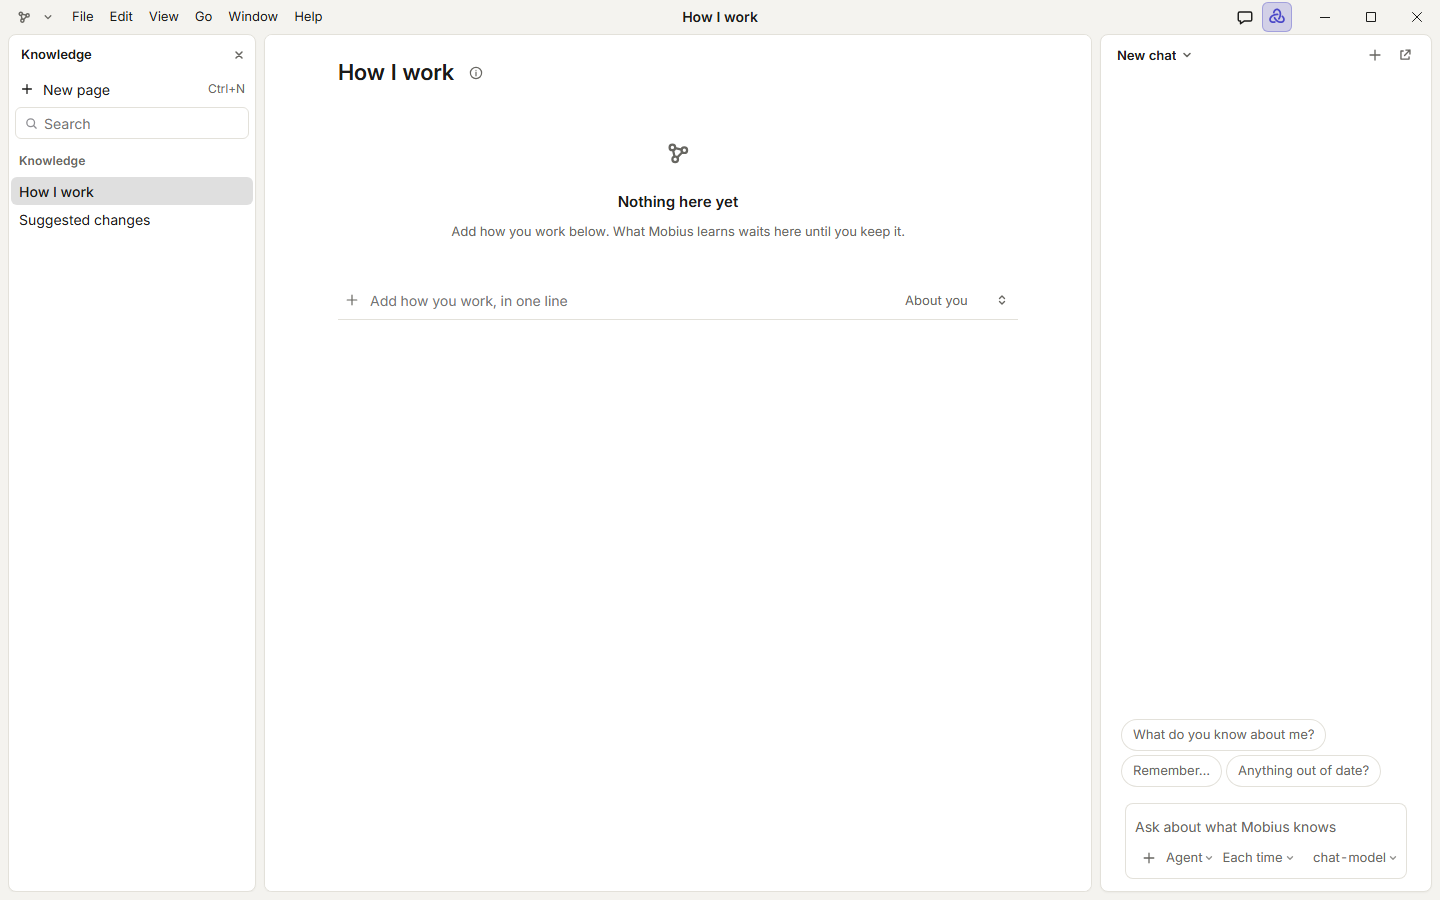 File Edit View Go Window Help
How I work
Knowledge
New page Ctrl+N
Search
Knowledge
How I work
Suggested changes
How I work
Nothing here yet
Add how you work below. What Mobius learns waits here until you keep it.
Add how you work, in one line About you
New chat
What do you know about me?
Remember... Anything out of date?
Ask about what Mobius knows
Agent Each time chat-model